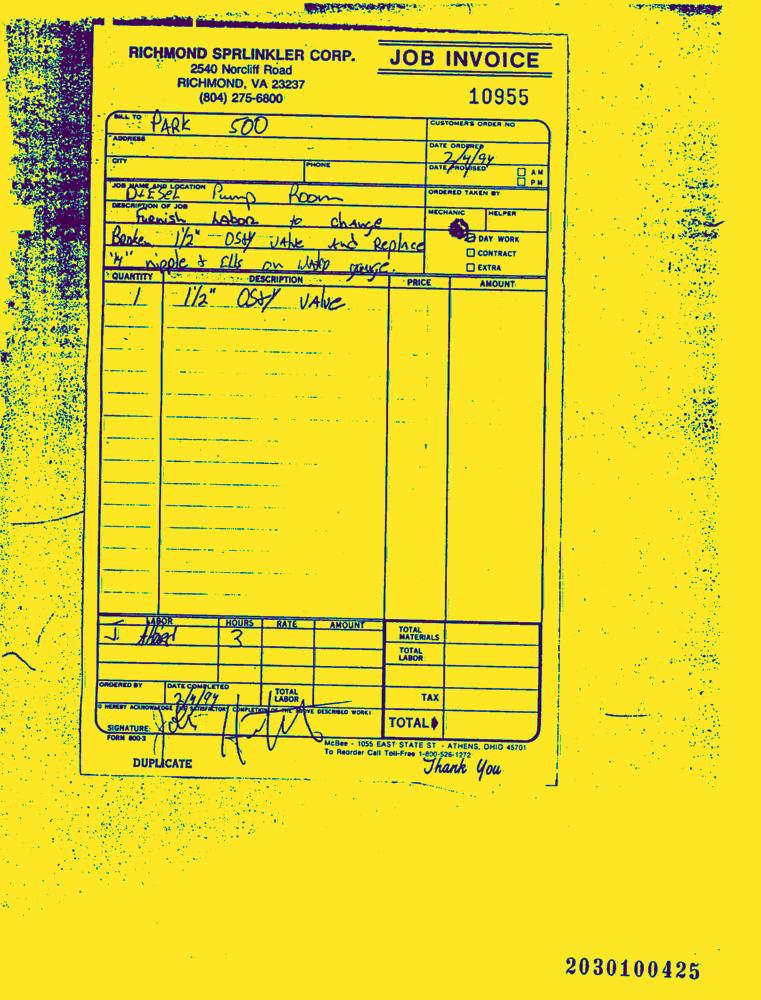 RICHMOND SPRLINKLER CORP.
2540 Norcliff Road
RICHMOND, VA 23237
(804) 275-6800
JOB INVOICE
10955
BILL TO PARK 500
CUSTOMER'S ORDER NO
ADDRESS
DATE ORDERED
2/4/94
CITY
PHONE
DATE PROMISED
AM
PM
JOB NAME AND LOCATION
DIESEL Pump Room
ORDERED TAKEN BY
DESCRIPTION OF JOB
Furnish Labor to change
MECHANIC
HELPER
Broken 1/2" OS&Y valve and Replace
DAY WORK
CONTRACT
nipple & Ells on gauge.
EXTRA
QUANTITY
DESCRIPTION
PRICE
AMOUNT
1 1 1/2" OS&Y VALVE
LABOR
HOURS
RATE
AMOUNT
TOTAL MATERIALS
J. 3
TOTAL LABOR
ORDERED BY
DATE COMPLETED
2/4/94
TOTAL LABOR
TAX
I HEREBY ACKNOWLEDGE THE SATISFACTORY COMPLETION OF THE ABOVE DESCRIBED WORK:
TOTAL
SIGNATURE:
FORM 800-3
McBee - 1055 EAST STATE ST - ATHENS, OHIO 45701
To Reorder Call Toll-Free 1-800-526-1272
DUPLICATE
Thank You
2030100425